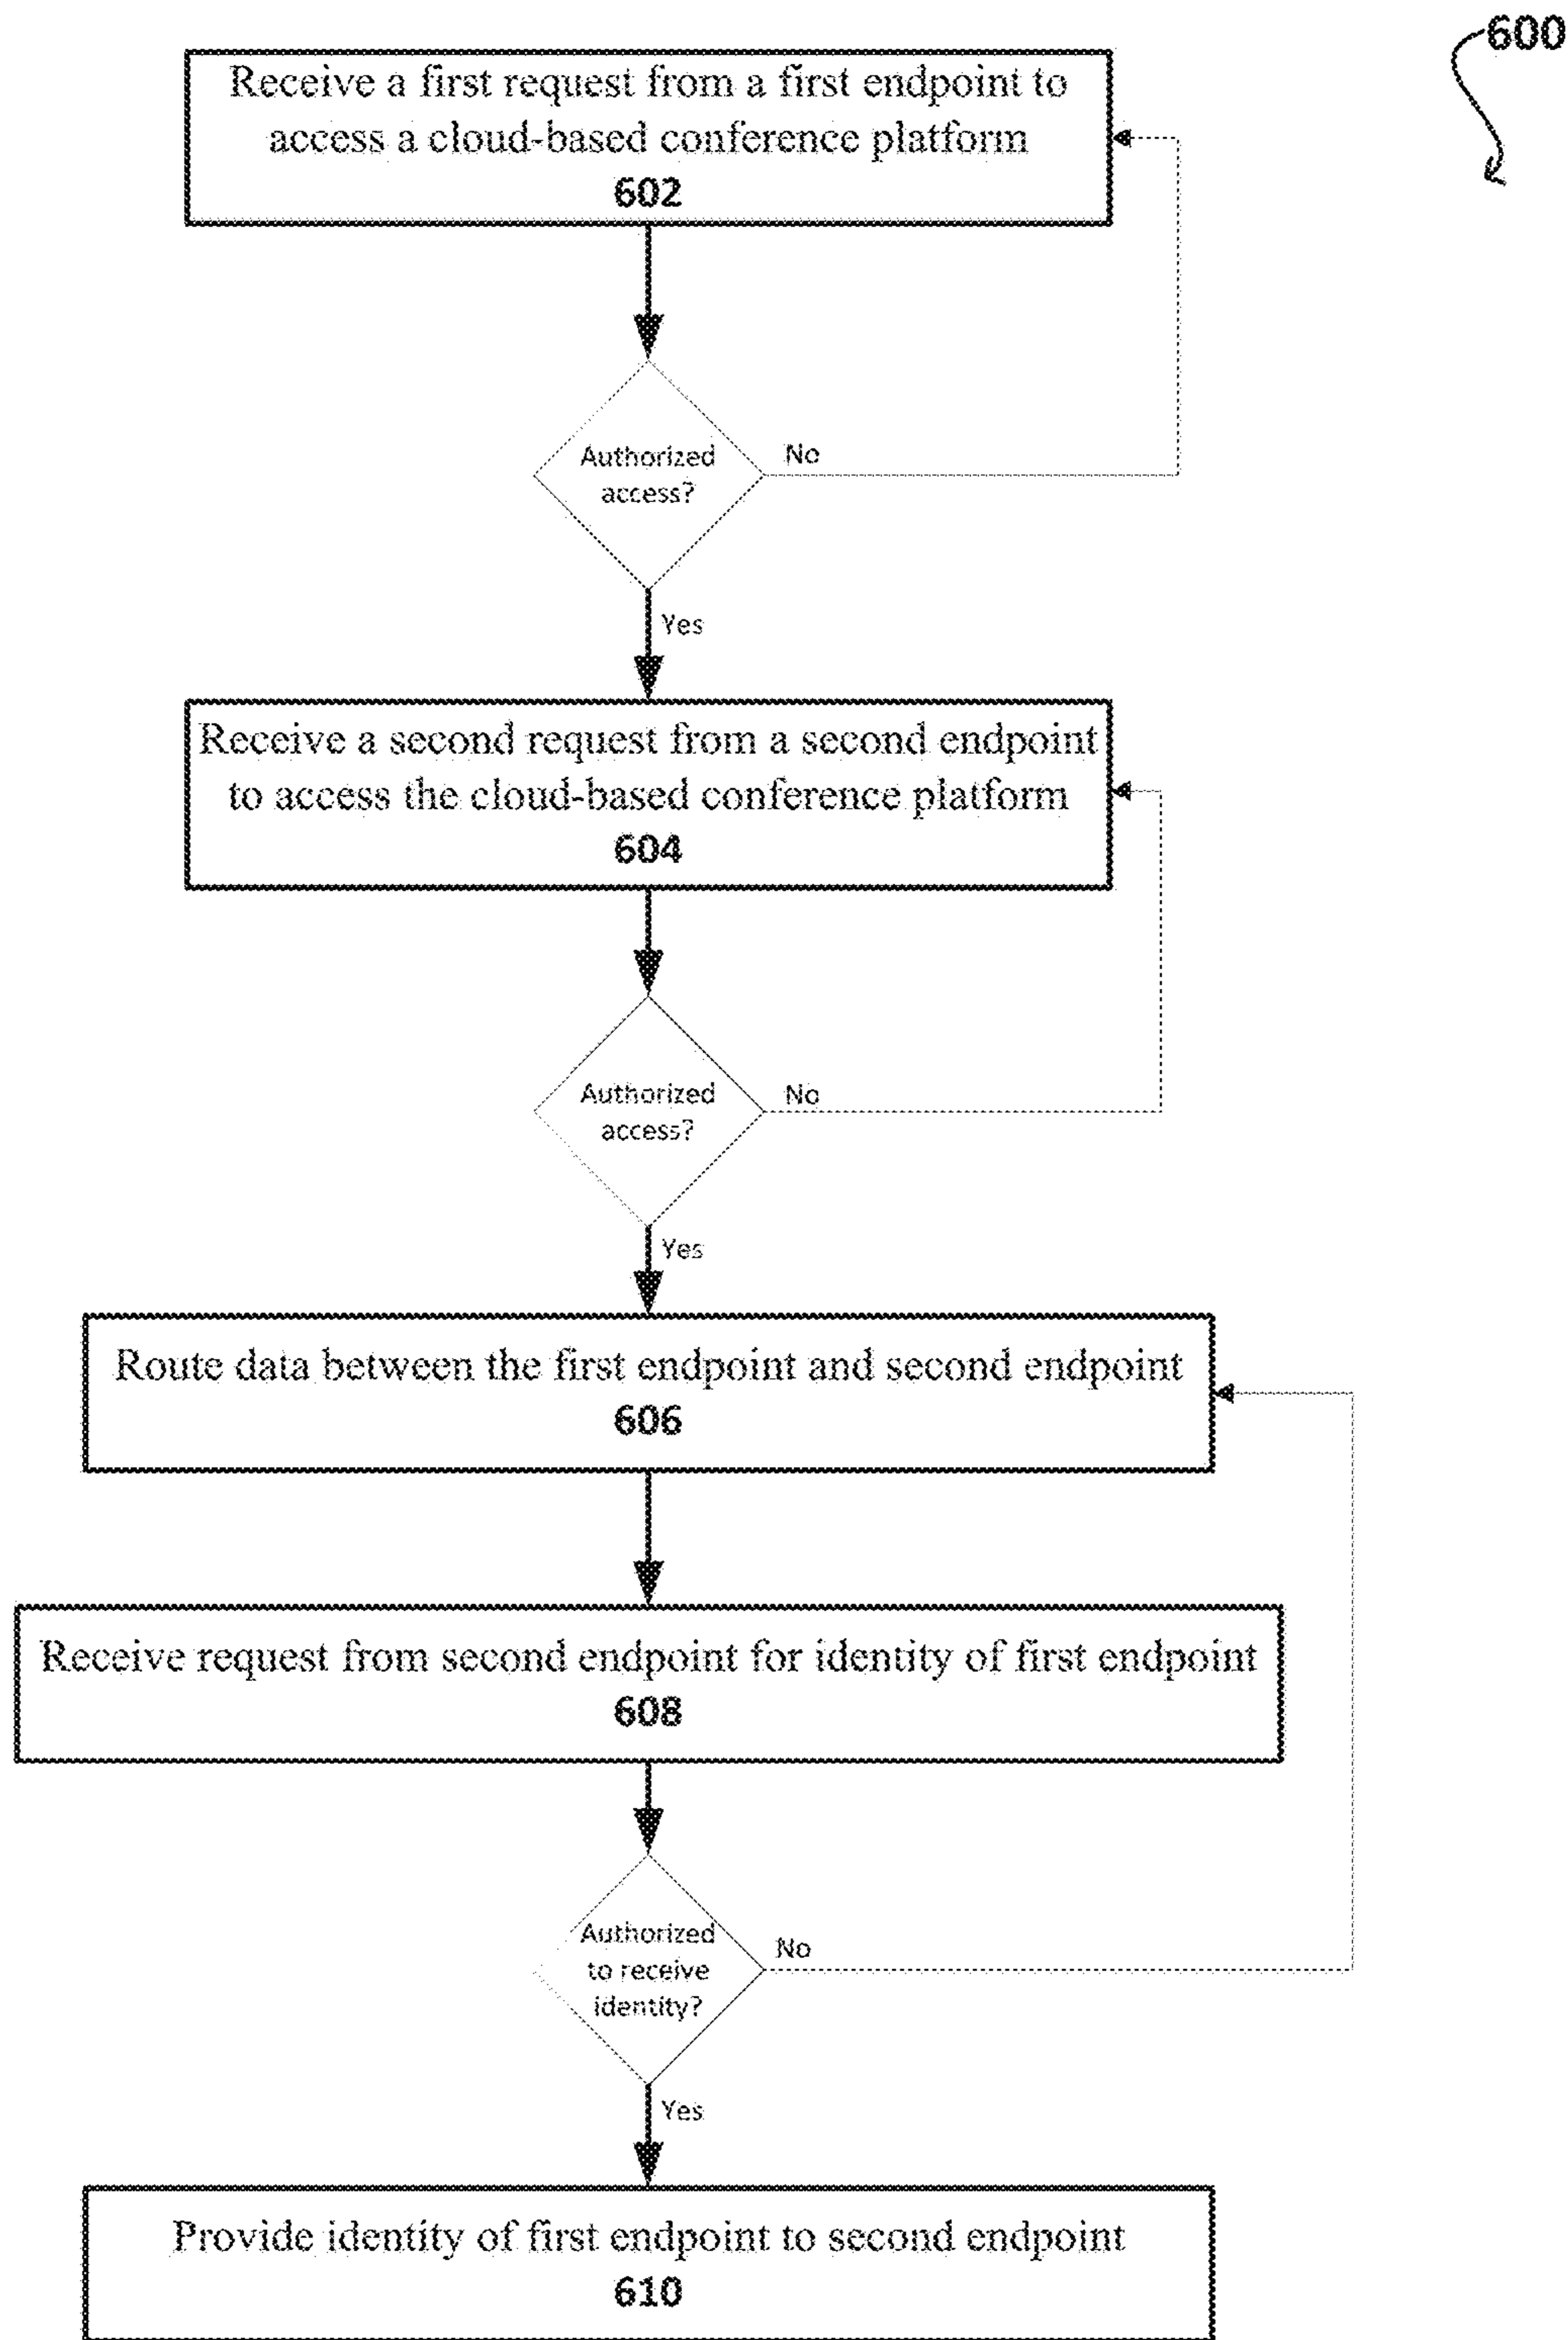 600
Receive a first request from a first endpoint to
access a cloud-based conference platform
602
Authorized
access?
No
Yes
Receive a second request from a second endpoint
to access the cloud-based conference platform
604
Authorized
access?
No
Yes
Route data between the first endpoint and second endpoint
606
Receive request from second endpoint for identity of first endpoint
608
Authorized
to receive
identity?
No
Yes
Provide identity of first endpoint to second endpoint
610